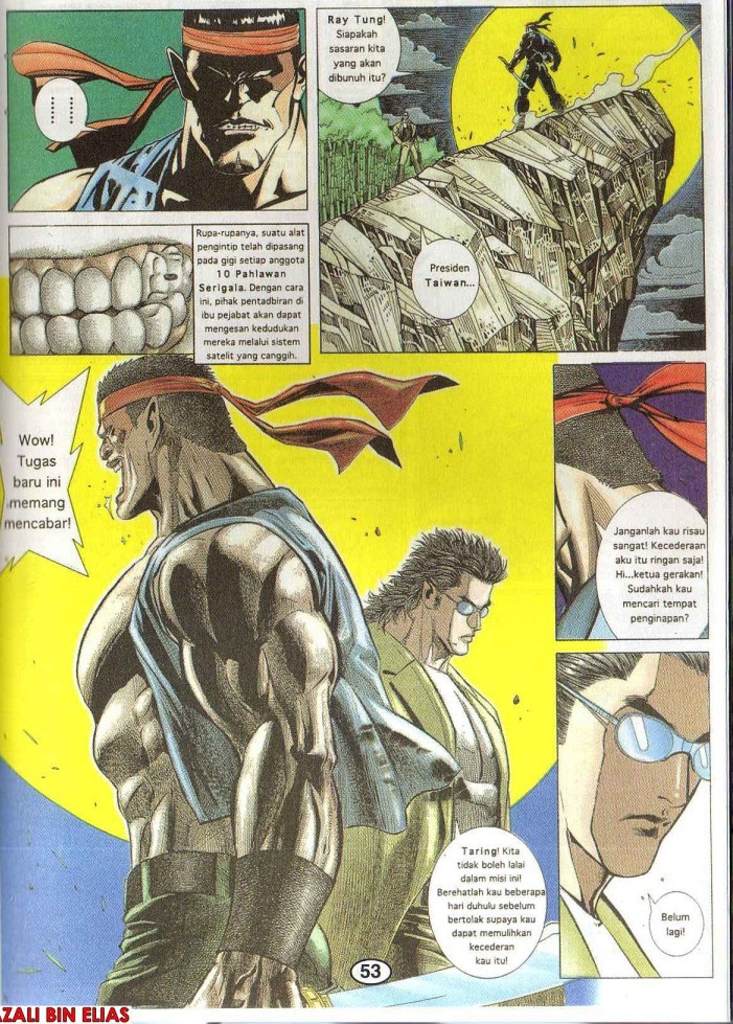 Ray Tung!
Siapakah
sasaran kita
yang akan
dibunuh itu?
Presiden
Taiwan...
Rupa-rupanya, suatu alat
pengintip telah dipasang
pada gigi setiap anggota
10 Pahlawan
Serigala. Dengan cara
ini, pihak pentadbiran di
ibu pejabat akan dapat
mengesan kedudukan
mereka melalui sistem
satelit yang canggih.
Wow!
Tugas
baru ini
memang
mencabar!
Janganlah kau risau
sangat! Kecederaan
aku itu ringan saja!
Hi...ketua gerakan!
Sudahkah kau
mencari tempat
penginapan?
Taring! Kita
tidak boleh lalai
dalam misi ini!
Berehatlah kau beberapa
hari duhulu sebelum
bertolak supaya kau
dapat memulihkan
kecederan
kau itu!
Belum
lagi!
53
ZALI BIN ELIAS